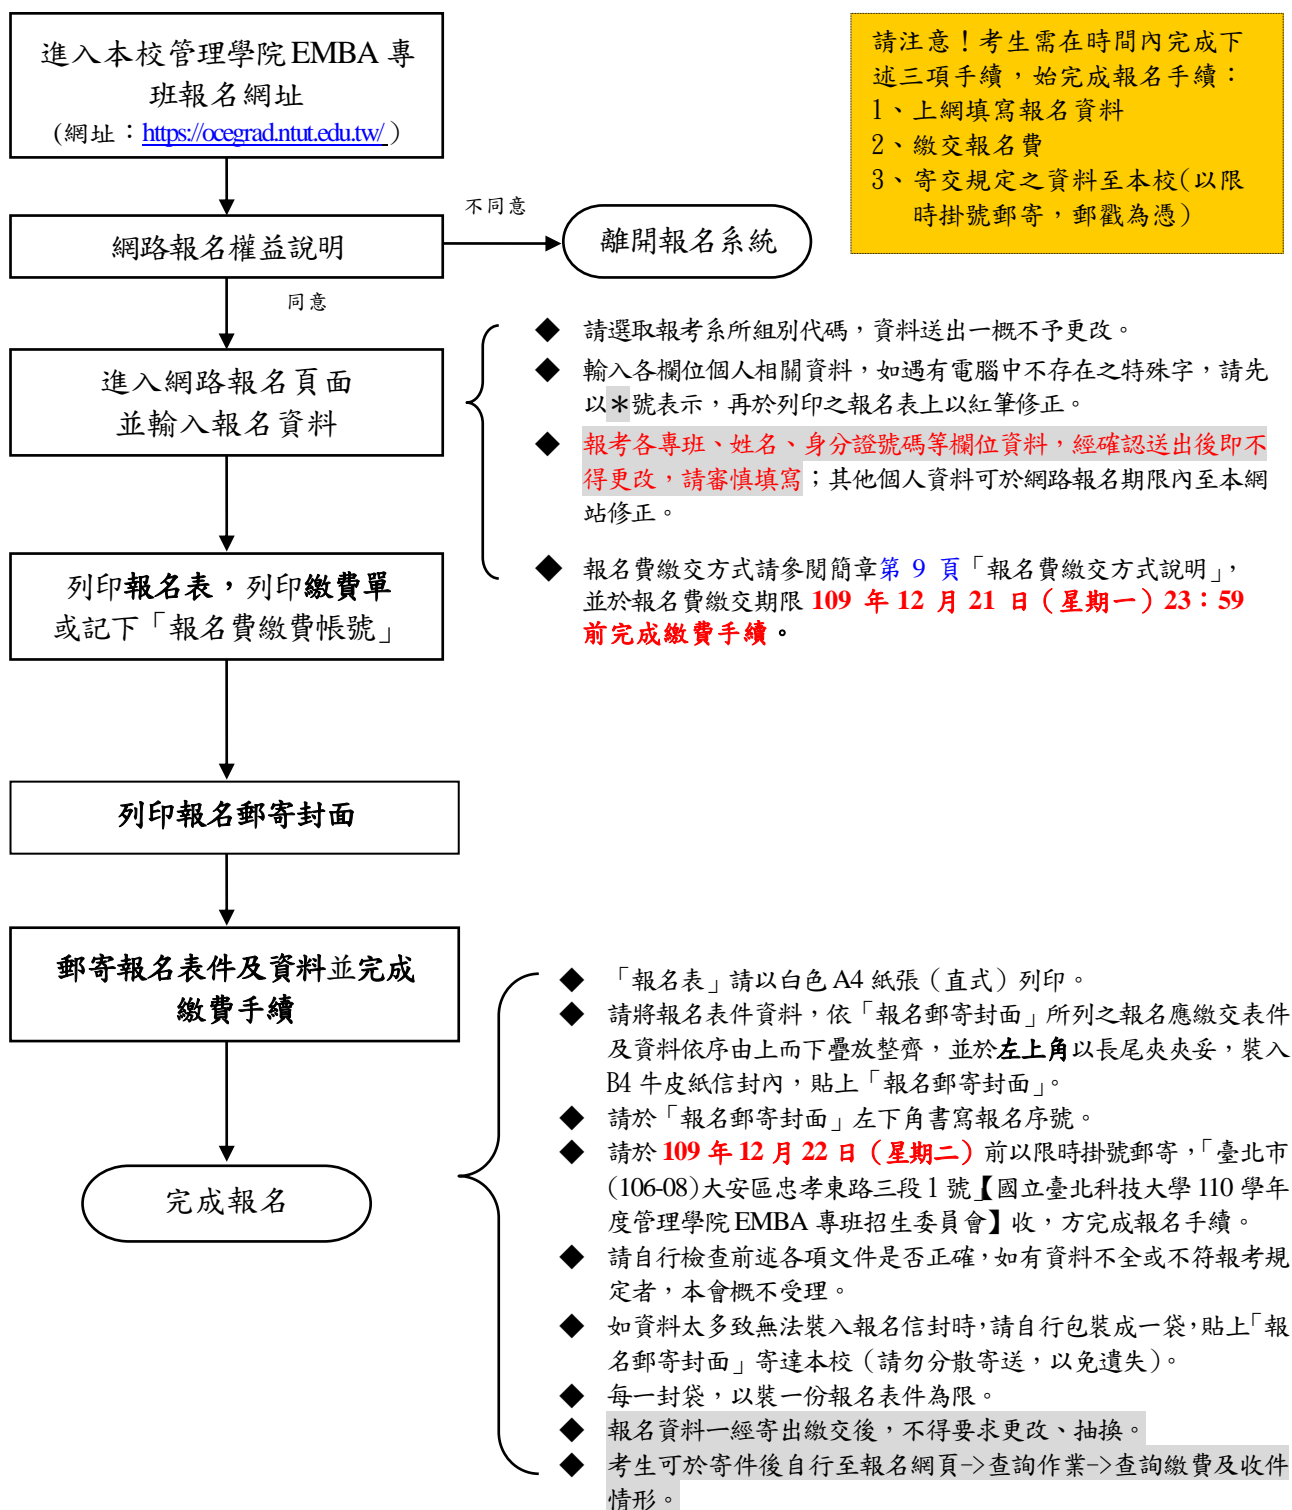 進入本校管理學院 EMBA 專
班報名網址
(網址：https://ocegrad.ntut.edu.tw/ )
請注意！考生需在時間內完成下
述三項手續，始完成報名手續：
1、上網填寫報名資料
2、繳交報名費
3、寄交規定之資料至本校(以限
時掛號郵寄，郵戳為憑)
網路報名權益說明
不同意
離開報名系統
同意
進入網路報名頁面
並輸入報名資料
◆ 請選取報考系所組別代碼，資料送出一概不予更改。
◆ 輸入各欄位個人相關資料，如遇有電腦中不存在之特殊字，請先
以＊號表示，再於列印之報名表上以紅筆修正。
◆ 報考各專班、姓名、身分證號碼等欄位資料，經確認送出後即不
得更改，請審慎填寫；其他個人資料可於網路報名期限內至本網
站修正。
列印報名表，列印繳費單
或記下「報名費繳費帳號」
◆ 報名費繳交方式請參閱簡章第 9 頁「報名費繳交方式說明」，
並於報名費繳交期限 109 年 12 月 21 日（星期一）23：59
前完成繳費手續。
列印報名郵寄封面
郵寄報名表件及資料並完成
繳費手續
◆ 「報名表」請以白色 A4 紙張（直式）列印。
◆ 請將報名表件資料，依「報名郵寄封面」所列之報名應繳交表件
及資料依序由上而下疊放整齊，並於左上角以長尾夾夾妥，裝入
B4 牛皮紙信封內，貼上「報名郵寄封面」。
◆ 請於「報名郵寄封面」左下角書寫報名序號。
◆ 請於 109 年 12 月 22 日（星期二）前以限時掛號郵寄，「臺北市
(106-08)大安區忠孝東路三段 1 號【國立臺北科技大學 110 學年
度管理學院 EMBA 專班招生委員會】收，方完成報名手續。
◆ 請自行檢查前述各項文件是否正確，如有資料不全或不符報考規
定者，本會概不受理。
◆ 如資料太多致無法裝入報名信封時，請自行包裝成一袋，貼上「報
名郵寄封面」寄達本校（請勿分散寄送，以免遺失）。
◆ 每一封袋，以裝一份報名表件為限。
◆ 報名資料一經寄出繳交後，不得要求更改、抽換。
◆ 考生可於寄件後自行至報名網頁->查詢作業->查詢繳費及收件
情形。
完成報名